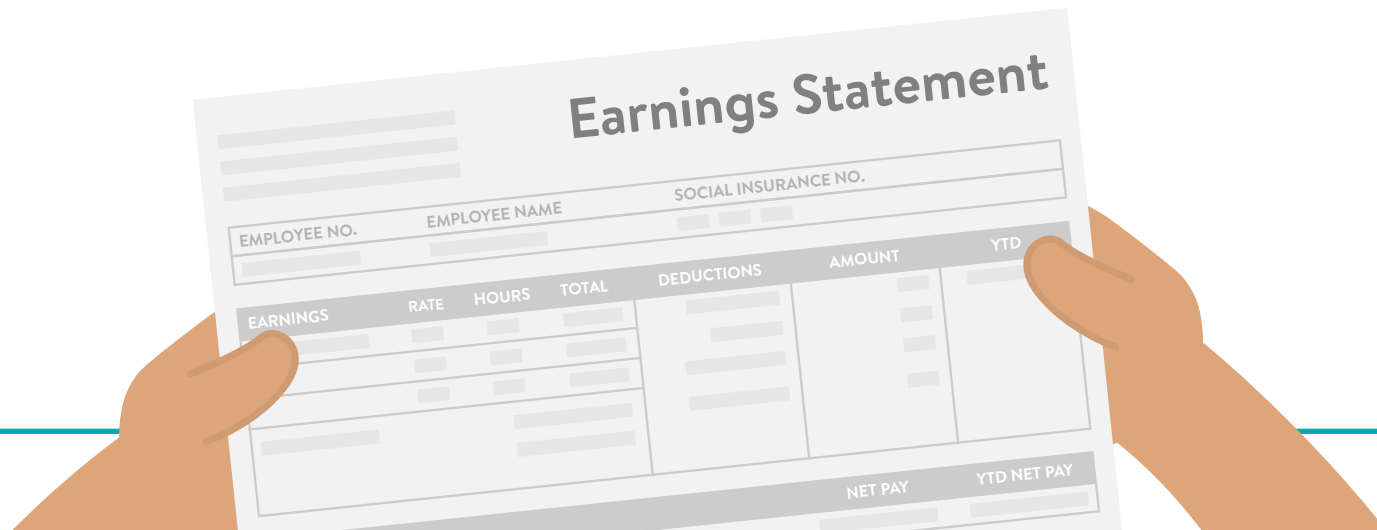 Earnings Statement
EMPLOYEE NO. EMPLOYEE NAME SOCIAL INSURANCE NO.
EARNINGS RATE HOURS TOTAL DEDUCTIONS AMOUNT YTD
NET PAY YTD NET PAY